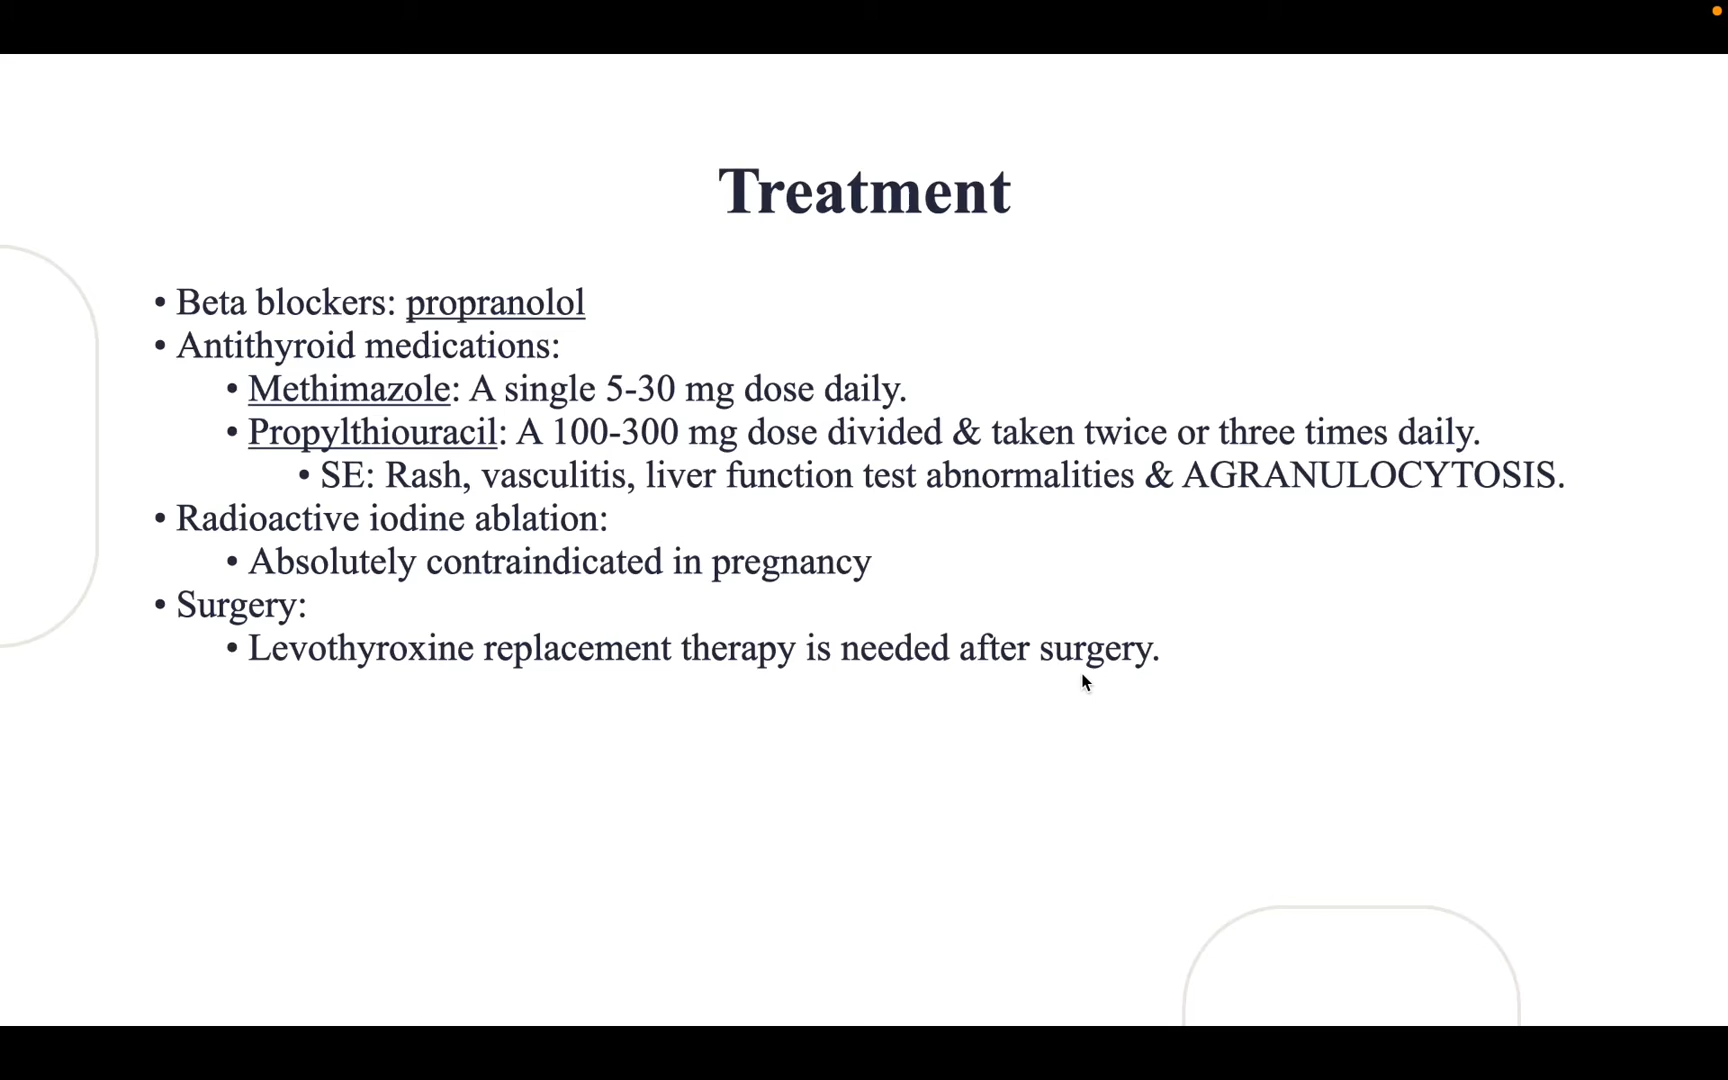 Treatment
• Beta blockers: propranolol
• Antithyroid medications:
• Methimazole: A single 5-30 mg dose daily.
• Propylthiouracil: A 100-300 mg dose divided & taken twice or three times daily.
• SE: Rash, vasculitis, liver function test abnormalities & AGRANULOCYTOSIS.
• Radioactive iodine ablation:
• Absolutely contraindicated in pregnancy
• Surgery:
• Levothyroxine replacement therapy is needed after surgery.